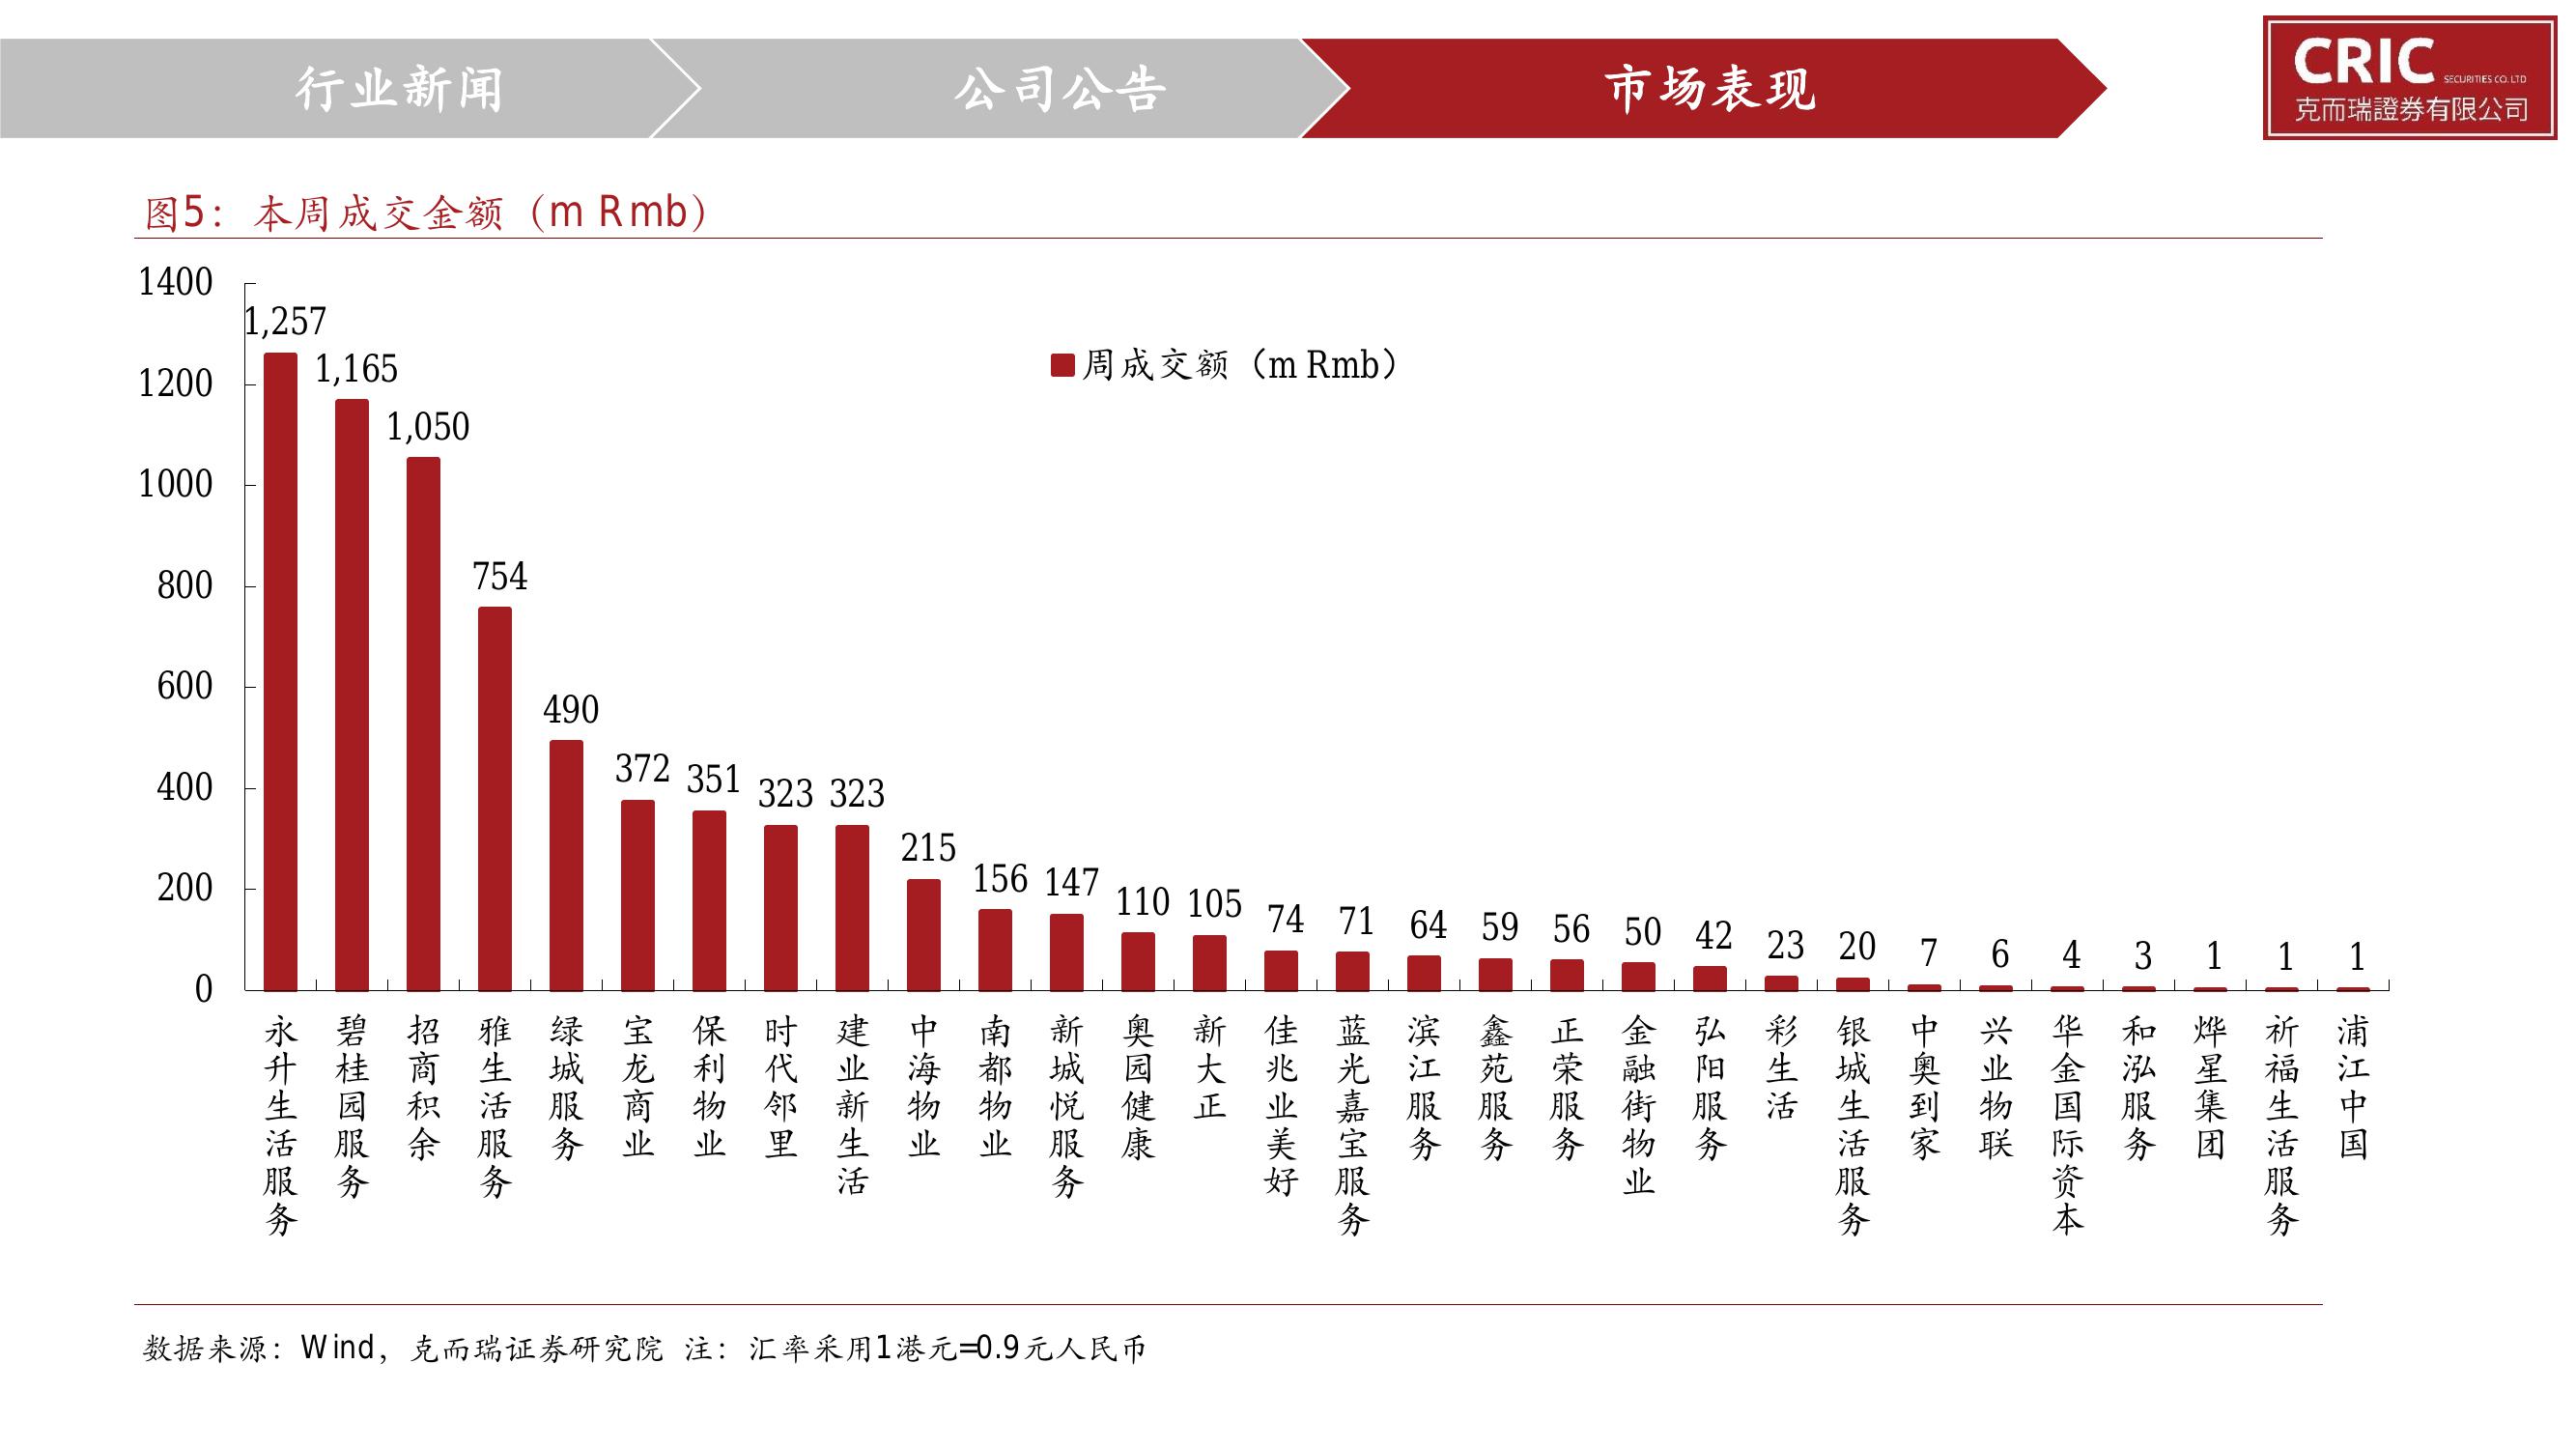 行业新闻
公司公告
市场表现
CRIC SECURITIES CO. LTD
克而瑞證券有限公司
图5：本周成交金额（m Rmb）
周成交额（m Rmb）
1400
1200
1000
800
600
400
200
0
1,257
1,165
1,050
754
490
372
351
323
323
215
156
147
110
105
74
71
64
59
56
50
42
23
20
7
6
4
3
1
1
1
永升生活服务
碧桂园服务
招商积余
雅生活服务
绿城服务
宝龙商业
保利物业
时代邻里
建业新生活
中海物业
南都物业
新城悦服务
奥园健康
新大正
佳兆业美好
蓝光嘉宝服务
滨江服务
鑫苑服务
正荣服务
金融街物业
弘阳服务
彩生活
银城生活服务
中奥到家
兴业物联
华金国际资本
和泓服务
烨星集团
祈福生活服务
浦江中国
数据来源：Wind，克而瑞证券研究院 注：汇率采用1港元=0.9元人民币